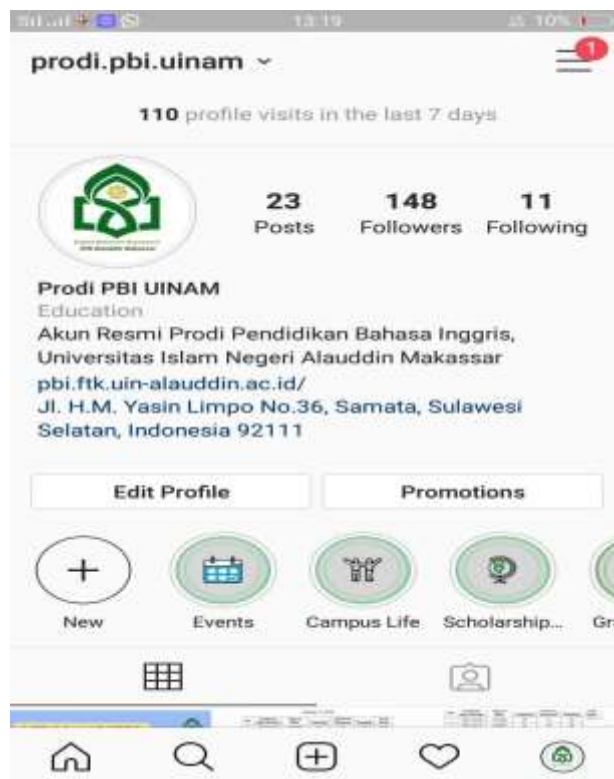 13:19
10%
prodi.pbi.uinam
1
110 profile visits in the last 7 days
23 148 11
Posts Followers Following
Prodi PBI UINAM
Education
Akun Resmi Prodi Pendidikan Bahasa Inggris,
Universitas Islam Negeri Alauddin Makassar
pbi.ftk.uin-alauddin.ac.id/
Jl. H.M. Yasin Limpo No.36, Samata, Sulawesi
Selatan, Indonesia 92111
Edit Profile Promotions
New Events Campus Life Scholarship... Gr